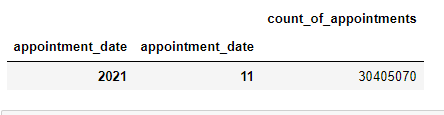 count_of_appointments
appointment_date appointment_date
2021 11 30405070